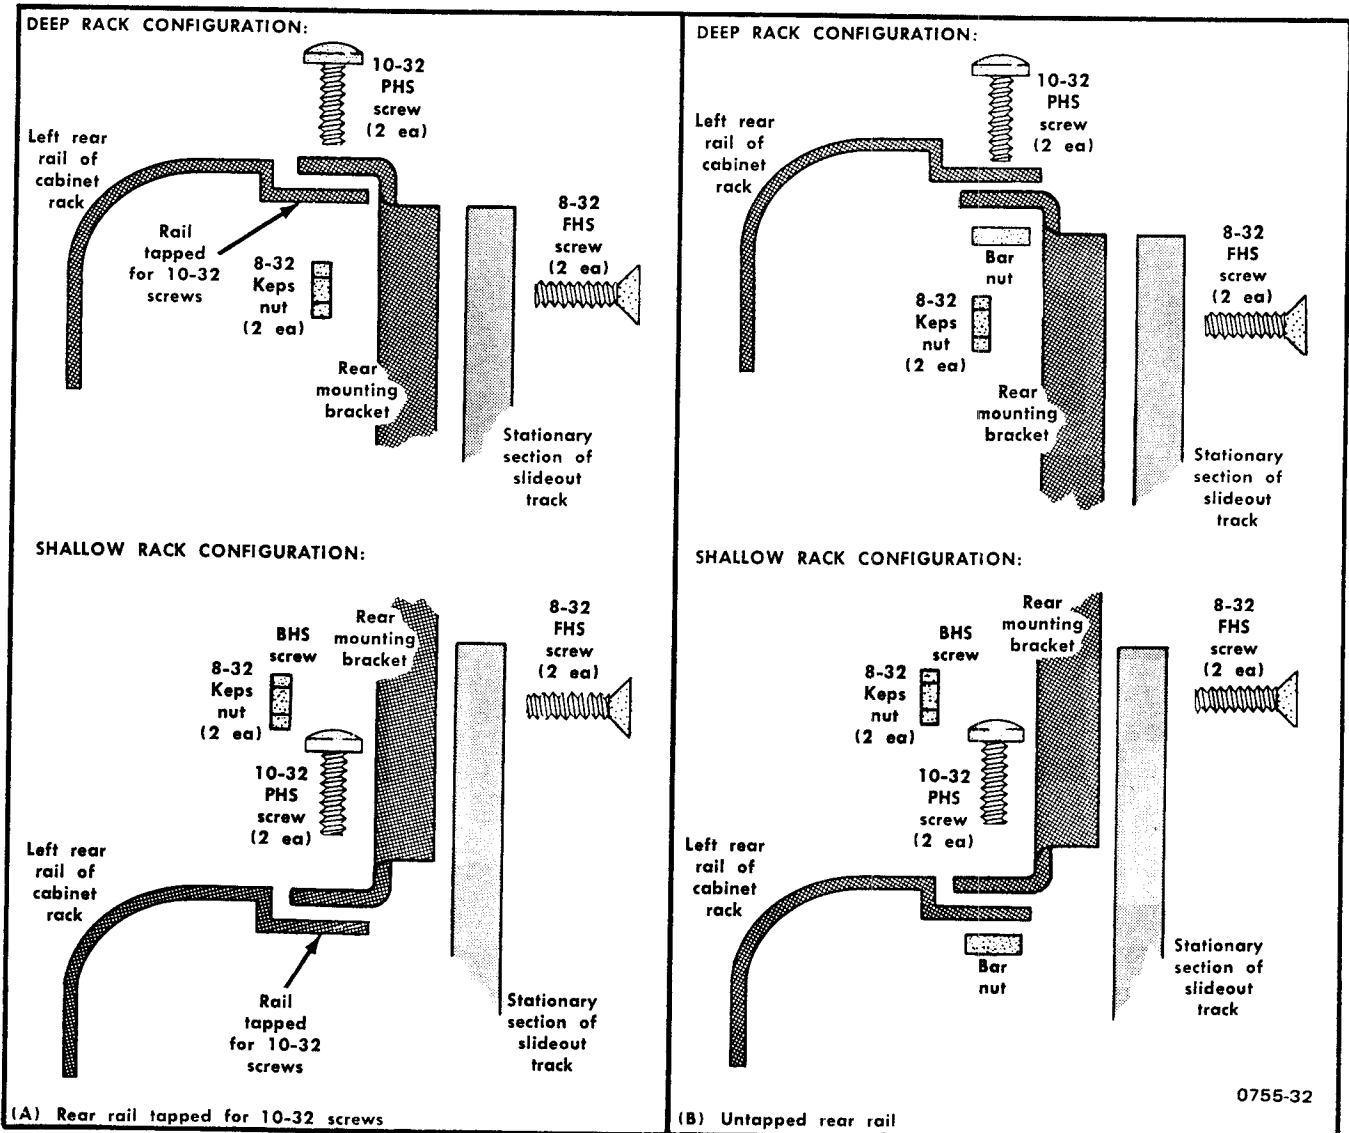 DEEP RACK CONFIGURATION:
10-32
PHS
screw
(2 ea)
Left rear
rail of
cabinet
rack
Rail
tapped
for 10-32
screws
8-32
Keps
nut
(2 ea)
8-32
FHS
screw
(2 ea)
Rear
mounting
bracket
Stationary
section of
slideout
track
SHALLOW RACK CONFIGURATION:
Rear
mounting
bracket
BHS
screw
8-32
Keps
nut
(2 ea)
8-32
FHS
screw
(2 ea)
10-32
PHS
screw
(2 ea)
Left rear
rail of
cabinet
rack
Rail
tapped
for 10-32
screws
Stationary
section of
slideout
track
(A) Rear rail tapped for 10-32 screws
DEEP RACK CONFIGURATION:
10-32
PHS
screw
(2 ea)
Left rear
rail of
cabinet
rack
Bar
nut
8-32
Keps
nut
(2 ea)
8-32
FHS
screw
(2 ea)
Rear
mounting
bracket
Stationary
section of
slideout
track
SHALLOW RACK CONFIGURATION:
Rear
mounting
bracket
BHS
screw
8-32
Keps
nut
(2 ea)
8-32
FHS
screw
(2 ea)
10-32
PHS
screw
(2 ea)
Left rear
rail of
cabinet
rack
Bar
nut
Stationary
section of
slideout
track
0755-32
(B) Untapped rear rail